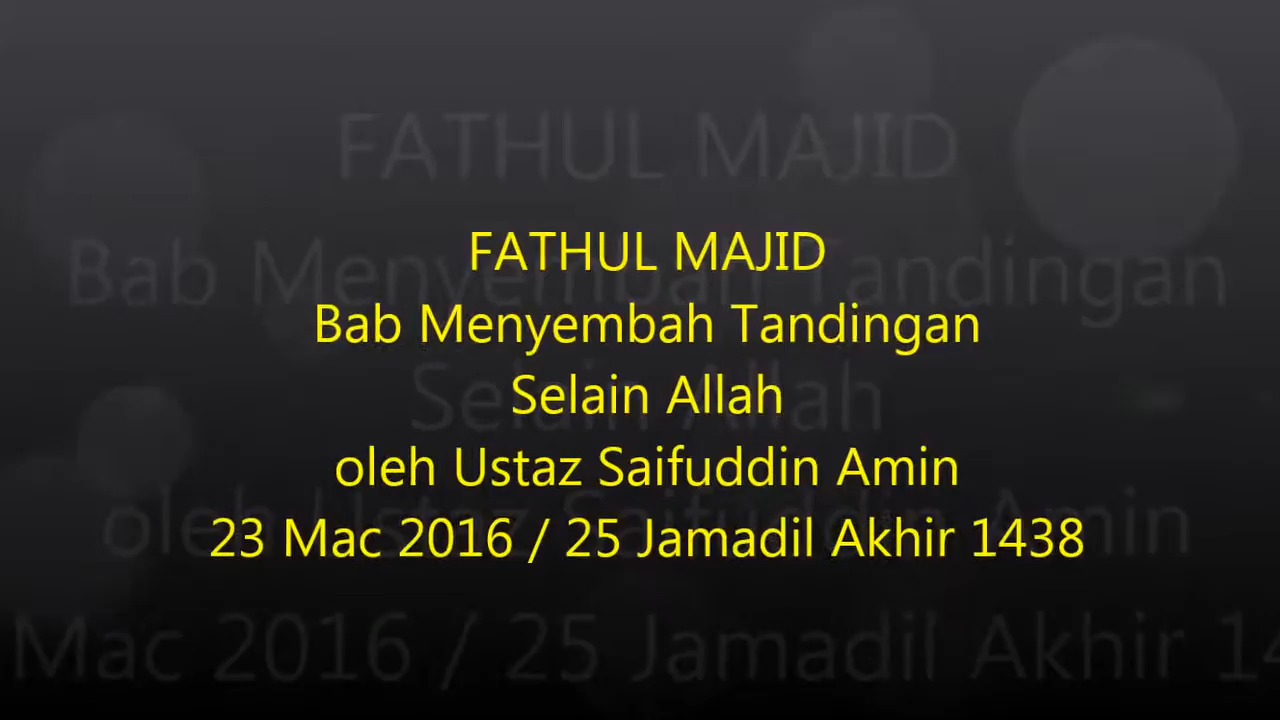 FATHUL MAJID
Bab Menyembah Tandingan
Selain Allah
oleh Ustaz Saifuddin Amin
23 Mac 2016 / 25 Jamadil Akhir 1438